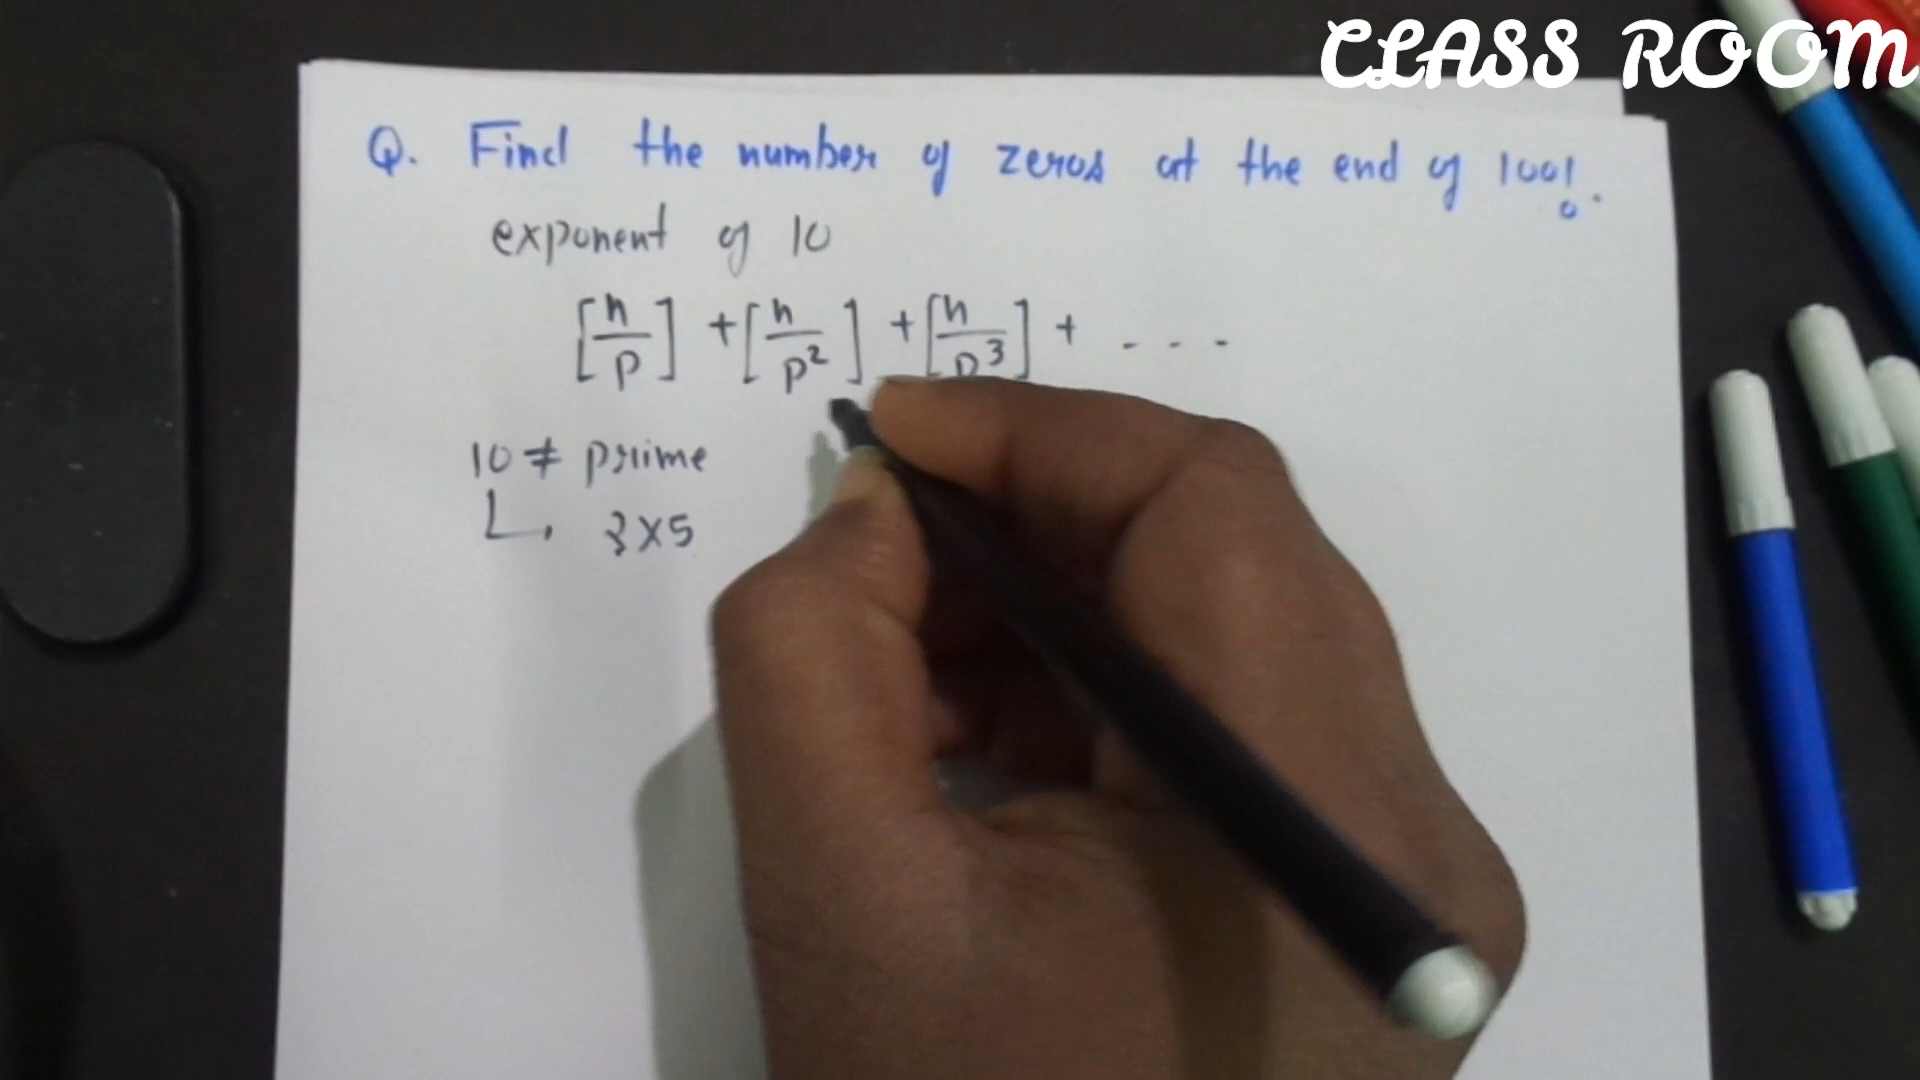 CLASS ROOM
Q. Find the number of zeros at the end of 100!.
exponent of 10
[n/p] + [n/p²] + [n/p³] + - - -
10 ≠ prime
3×5